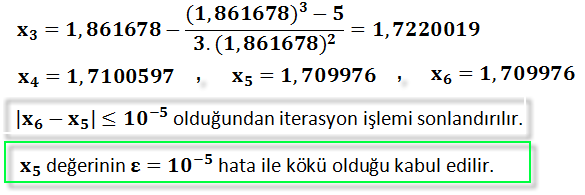 x₃ = 1,861678 − ((1,861678)³ − 5)/(3.(1,861678)²) = 1,7220019
x₄ = 1,7100597 , x₅ = 1,709976 , x₆ = 1,709976
|x₆ − x₅| ≤ 10⁻⁵ olduğundan iterasyon işlemi sonlandırılır.
x₅ değerinin ε = 10⁻⁵ hata ile kökü olduğu kabul edilir.